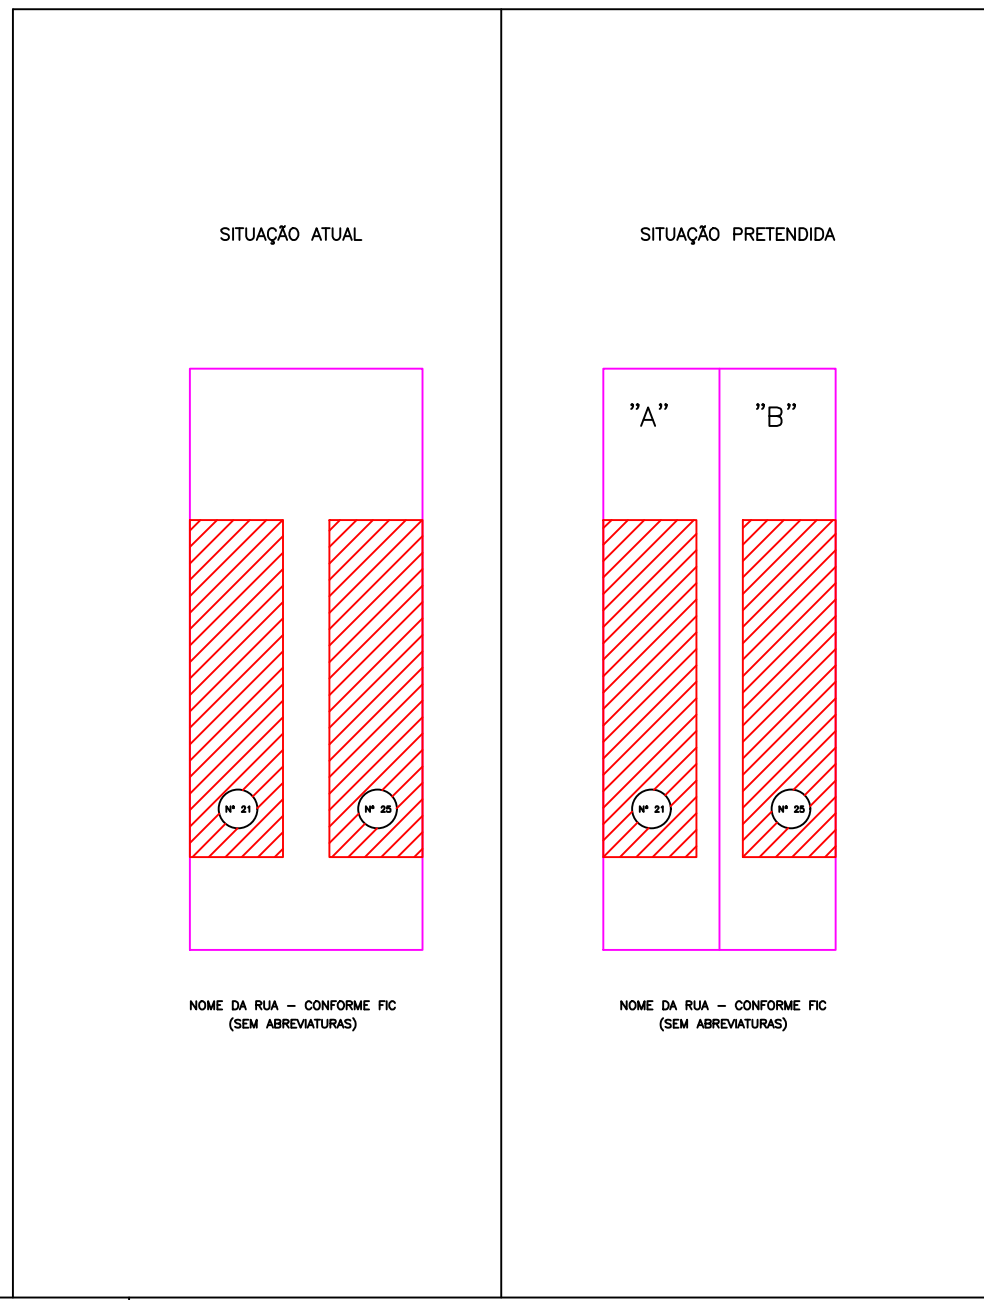 SITUAÇÃO ATUAL
Nº 21
Nº 25
NOME DA RUA – CONFORME FIC
(SEM ABREVIATURAS)
SITUAÇÃO PRETENDIDA
"A"
"B"
Nº 21
Nº 25
NOME DA RUA – CONFORME FIC
(SEM ABREVIATURAS)